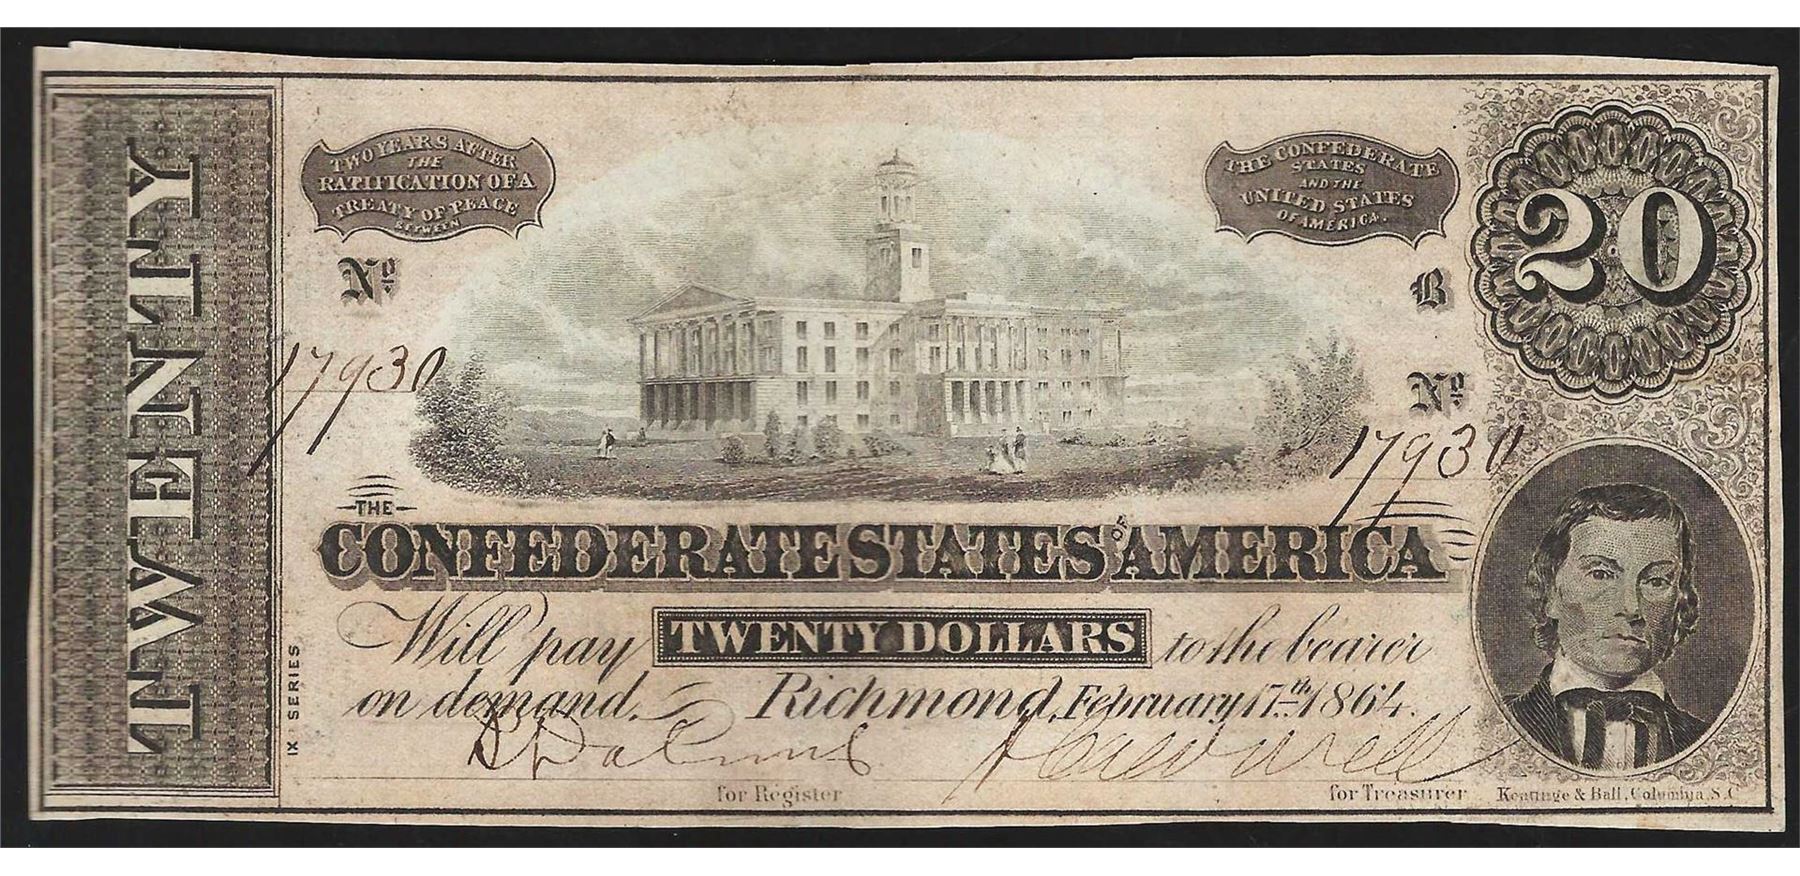 TWENTY
TWO YEARS AFTER
THE
RATIFICATION OF A
TREATY OF PEACE
BETWEEN
THE CONFEDERATE
STATES
AND THE
UNITED STATES
OF AMERICA.
20
No
17930
B
No
17930
THE
CONFEDERATE STATES OF AMERICA
Will pay TWENTY DOLLARS to the bearer
on demand. Richmond, February 17th 1864.
IX SERIES
for Register
for Treasurer
Keatinge & Ball, Columbia, S.C.